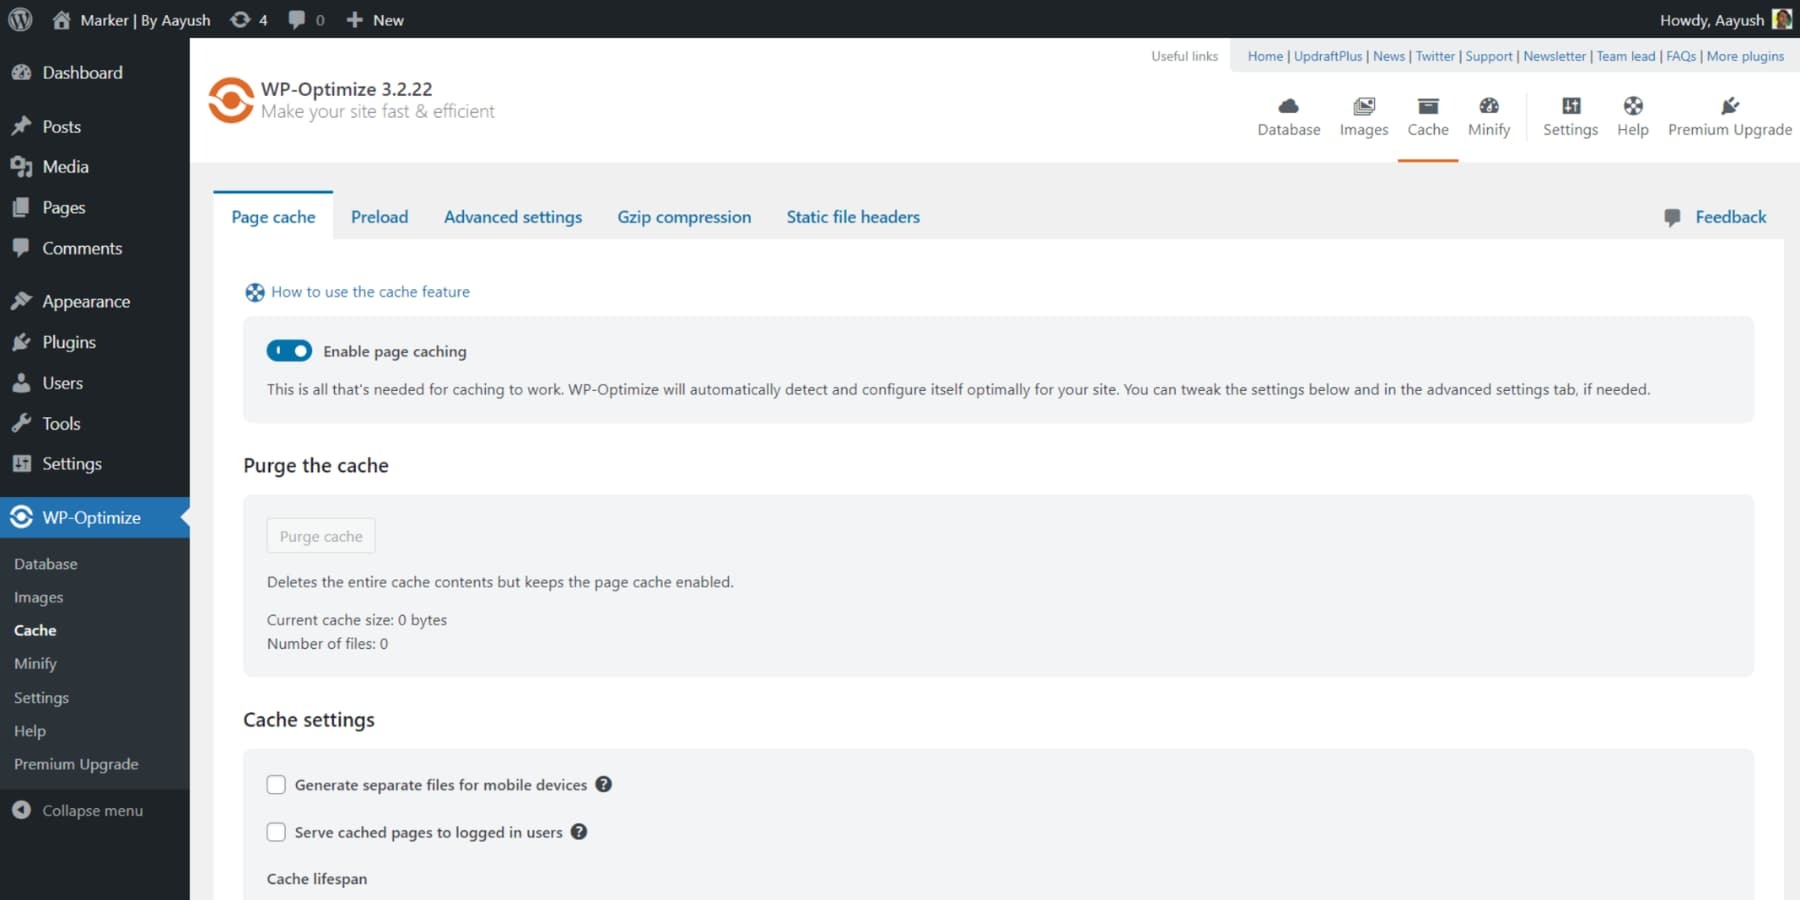 Marker | By Aayush 4 0 New Howdy, Aayush
Useful links Home | UpdraftPlus | News | Twitter | Support | Newsletter | Team lead | FAQs | More plugins
WP-Optimize 3.2.22
Make your site fast & efficient
Database Images Cache Minify Settings Help Premium Upgrade
Dashboard
Posts
Media
Pages
Comments
Appearance
Plugins
Users
Tools
Settings
WP-Optimize
Database
Images
Cache
Minify
Settings
Help
Premium Upgrade
Collapse menu
Page cache Preload Advanced settings Gzip compression Static file headers Feedback
How to use the cache feature
Enable page caching
This is all that's needed for caching to work. WP-Optimize will automatically detect and configure itself optimally for your site. You can tweak the settings below and in the advanced settings tab, if needed.
Purge the cache
Purge cache
Deletes the entire cache contents but keeps the page cache enabled.
Current cache size: 0 bytes
Number of files: 0
Cache settings
Generate separate files for mobile devices ?
Serve cached pages to logged in users ?
Cache lifespan